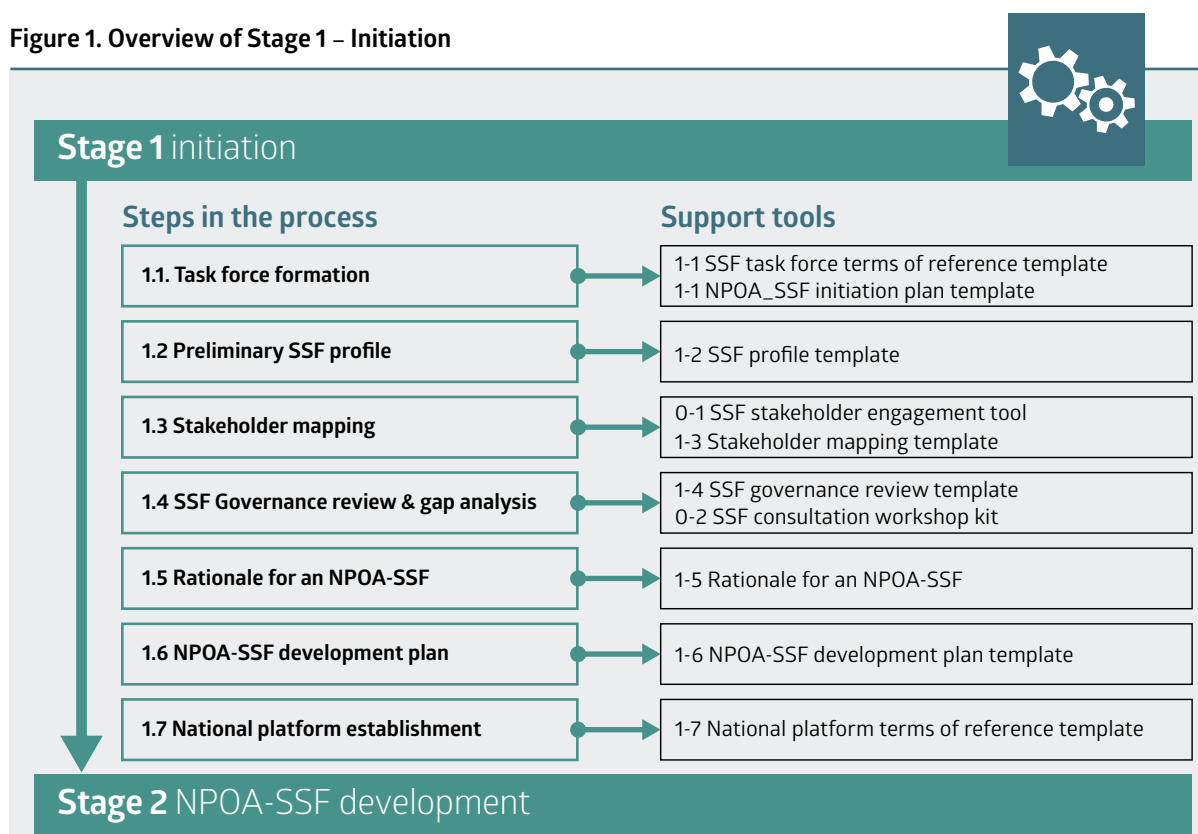 Figure 1. Overview of Stage 1 – Initiation
Stage 1 initiation
Steps in the process
Support tools
1.1. Task force formation
1-1 SSF task force terms of reference template
1-1 NPOA_SSF initiation plan template
1.2 Preliminary SSF profile
1-2 SSF profile template
1.3 Stakeholder mapping
0-1 SSF stakeholder engagement tool
1-3 Stakeholder mapping template
1.4 SSF Governance review & gap analysis
1-4 SSF governance review template
0-2 SSF consultation workshop kit
1.5 Rationale for an NPOA-SSF
1-5 Rationale for an NPOA-SSF
1.6 NPOA-SSF development plan
1-6 NPOA-SSF development plan template
1.7 National platform establishment
1-7 National platform terms of reference template
Stage 2 NPOA-SSF development